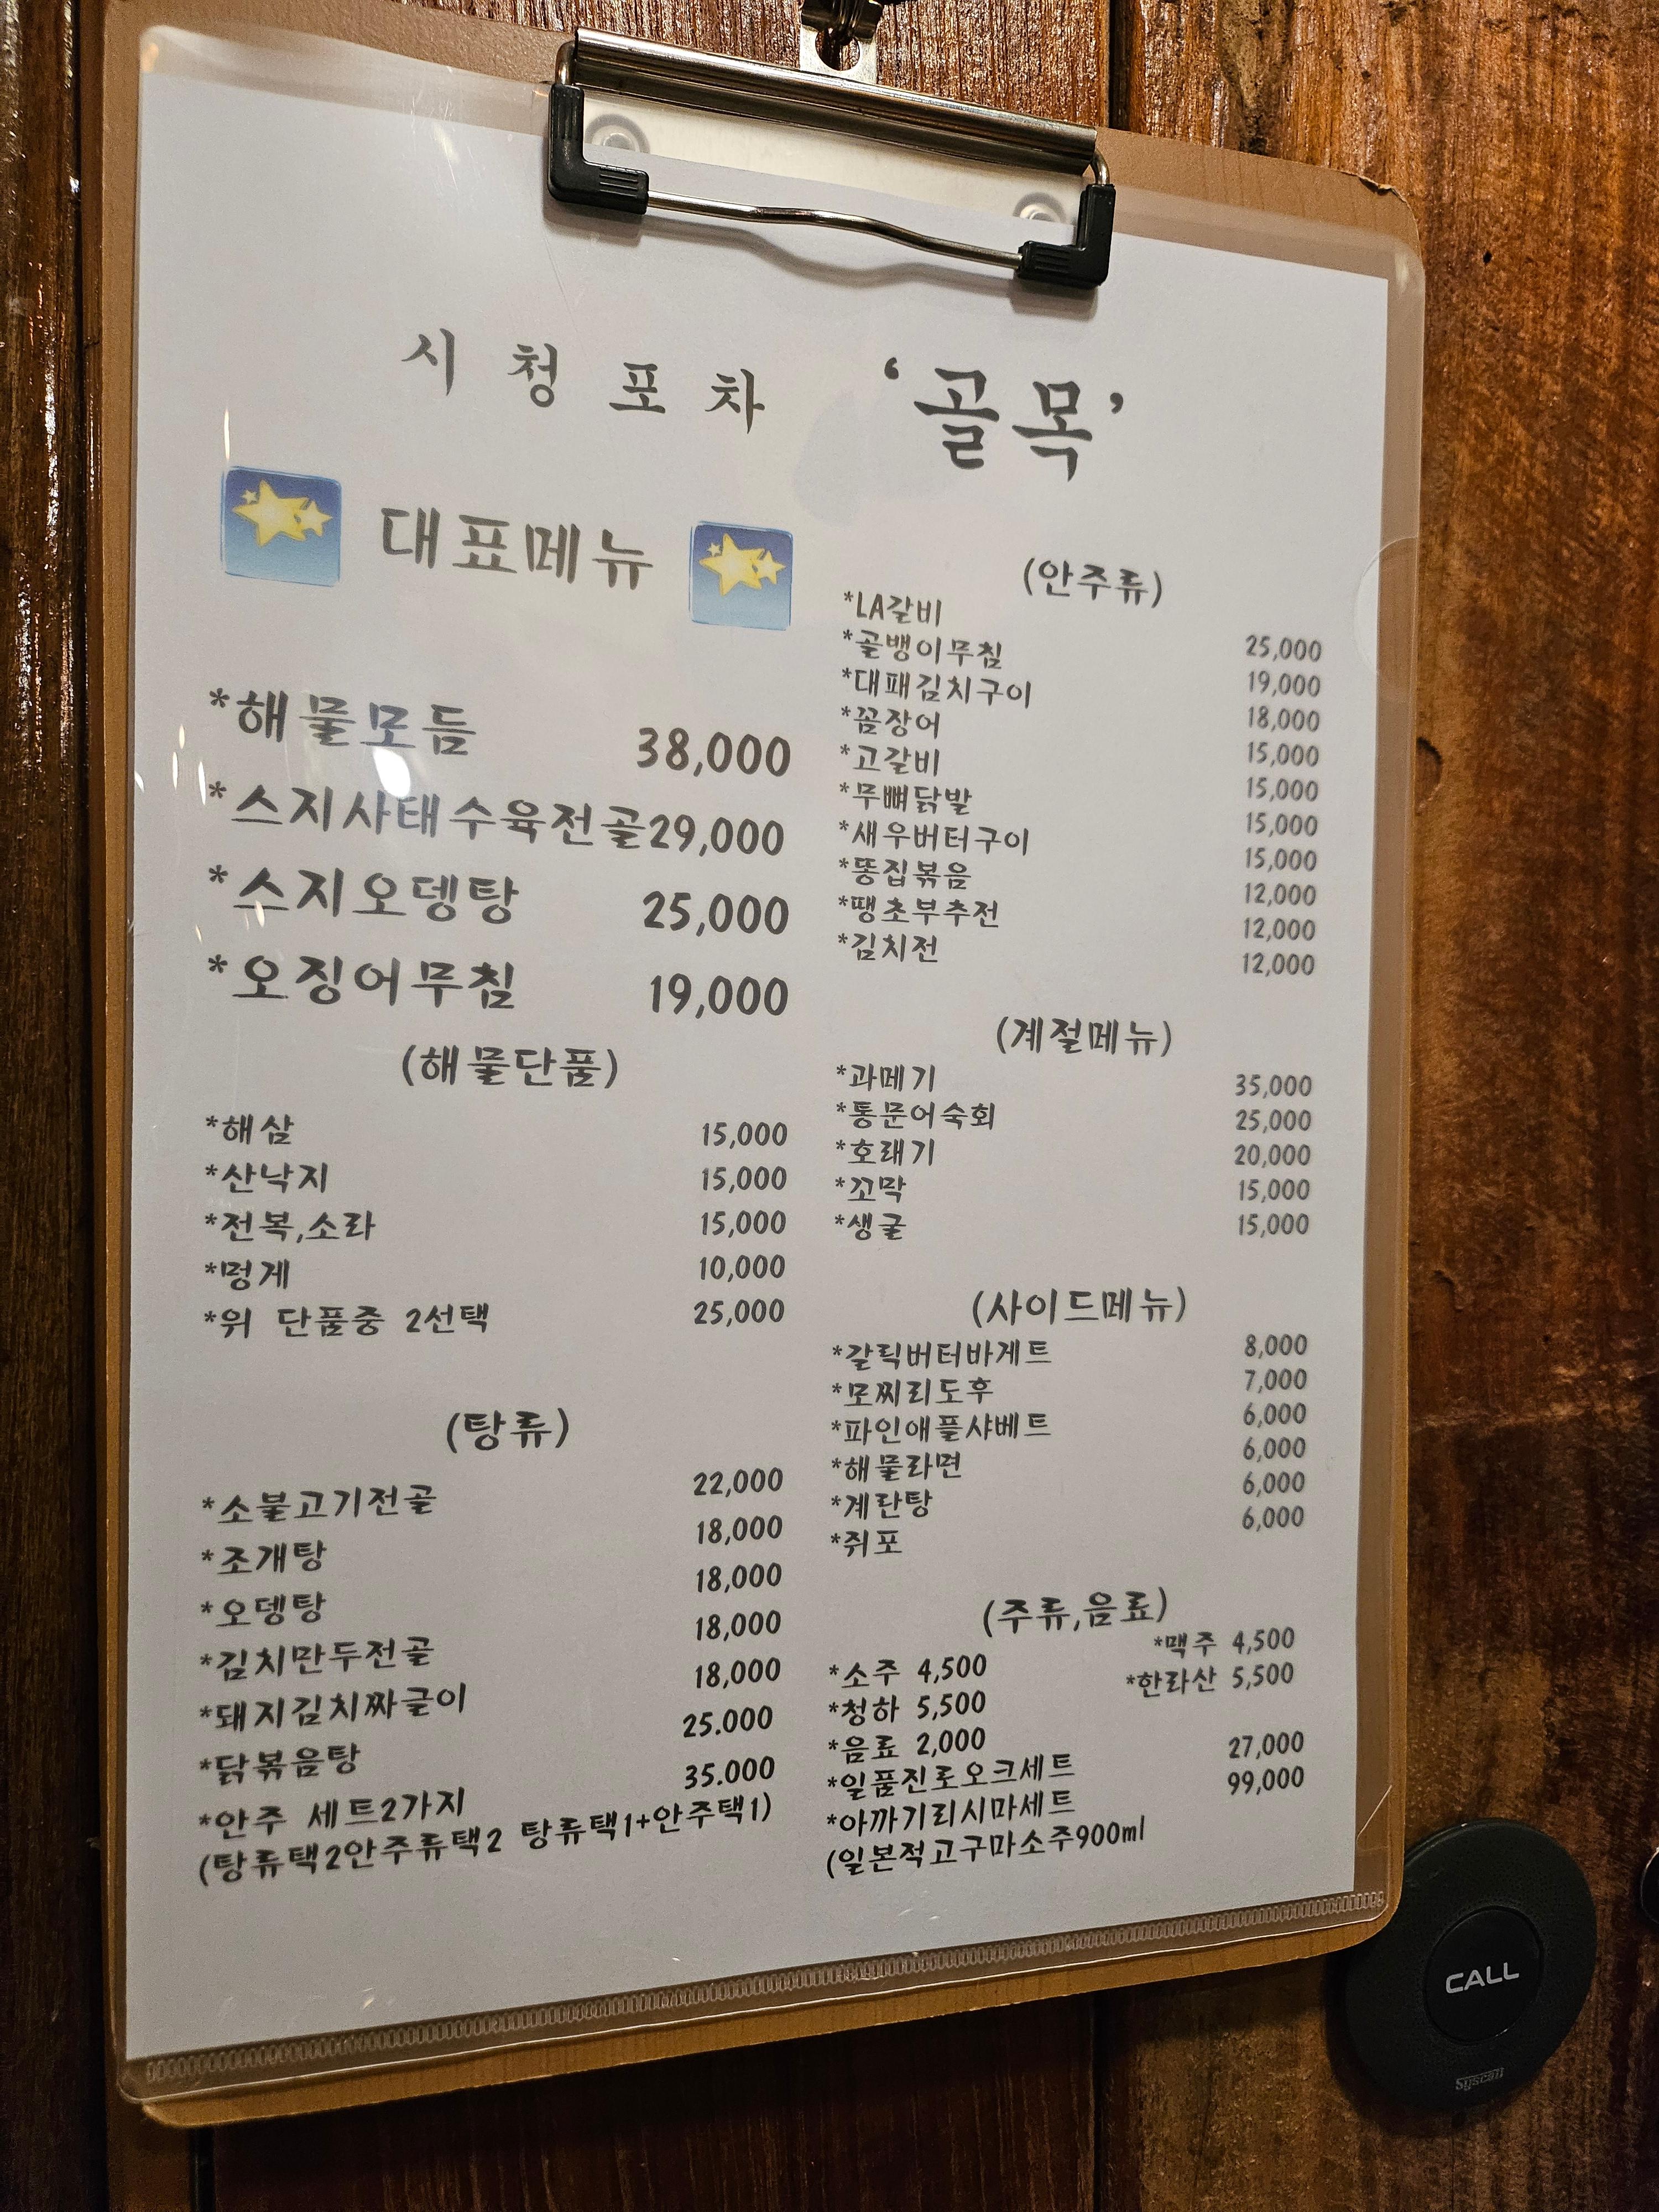 시 청 포 차 '골목'
대표메뉴
*해물모듬 38,000
*스지사태수육전골29,000
*스지오뎅탕 25,000
*오징어무침 19,000
(해물단품)
*해삼 15,000
*산낙지 15,000
*전복,소라 15,000
*멍게 10,000
*위 단품중 2선택 25,000
(탕류)
*소불고기전골 22,000
*조개탕 18,000
*오뎅탕 18,000
*김치만두전골 18,000
*돼지김치짜글이 18,000
*닭볶음탕 25.000
*안주 세트2가지 35.000
(탕류택2안주류택2 탕류택1+안주택1)
(안주류)
*LA갈비 25,000
*골뱅이무침 19,000
*대패김치구이 18,000
*꼼장어 15,000
*고갈비 15,000
*무뼈닭발 15,000
*새우버터구이 15,000
*똥집볶음 12,000
*땡초부추전 12,000
*김치전 12,000
(계절메뉴)
*과메기 35,000
*통문어숙회 25,000
*호래기 20,000
*꼬막 15,000
*생굴 15,000
(사이드메뉴)
*갈릭버터바게트 8,000
*모찌리도후 7,000
*파인애플샤베트 6,000
*해물라면 6,000
*계란탕 6,000
*쥐포 6,000
(주류,음료)
*소주 4,500 *맥주 4,500
*청하 5,500 *한라산 5,500
*음료 2,000
*일품진로오크세트 27,000
*아까기리시마세트 99,000
(일본적고구마소주900ml
CALL
Syscall